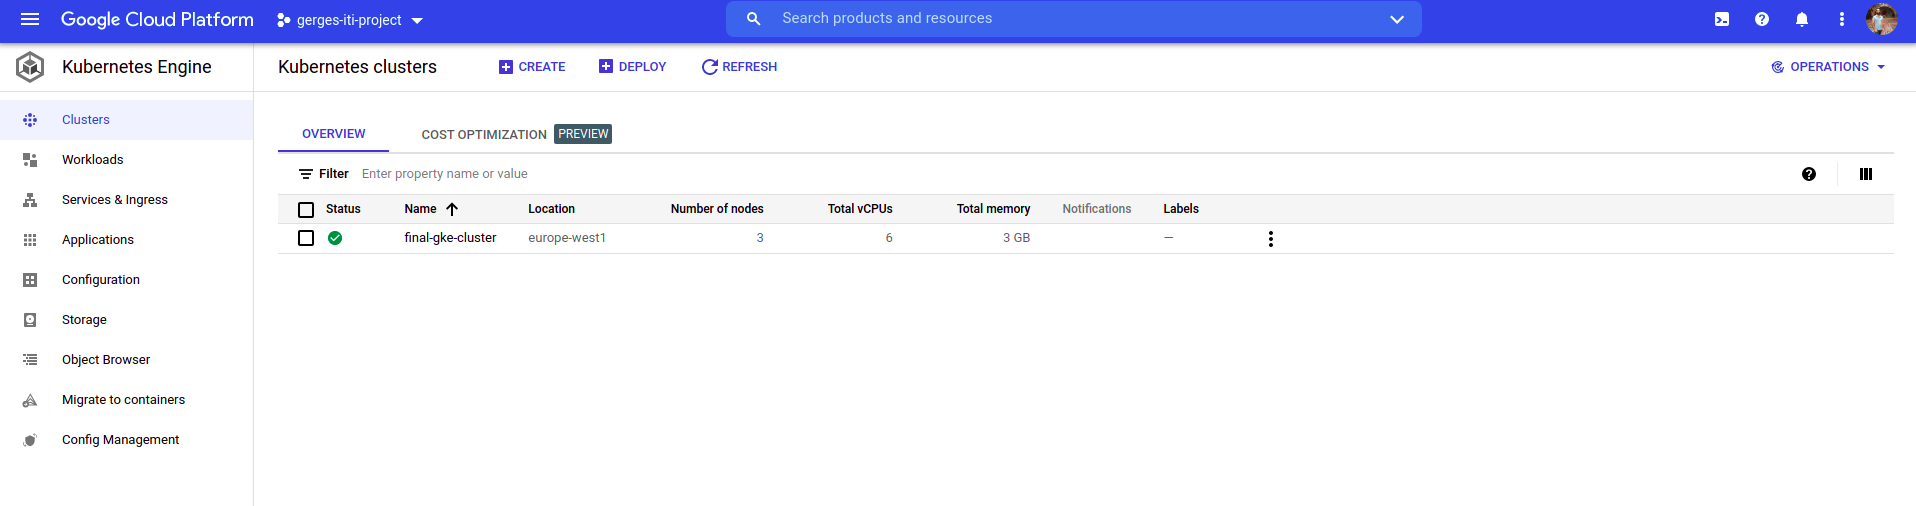 Google Cloud Platform gerges-iti-project Search products and resources
Kubernetes Engine Kubernetes clusters CREATE DEPLOY REFRESH OPERATIONS
Clusters
Workloads
Services & Ingress
Applications
Configuration
Storage
Object Browser
Migrate to containers
Config Management
OVERVIEW COST OPTIMIZATION PREVIEW
Filter Enter property name or value
Status Name Location Number of nodes Total vCPUs Total memory Notifications Labels
final-gke-cluster europe-west1 3 6 3 GB —